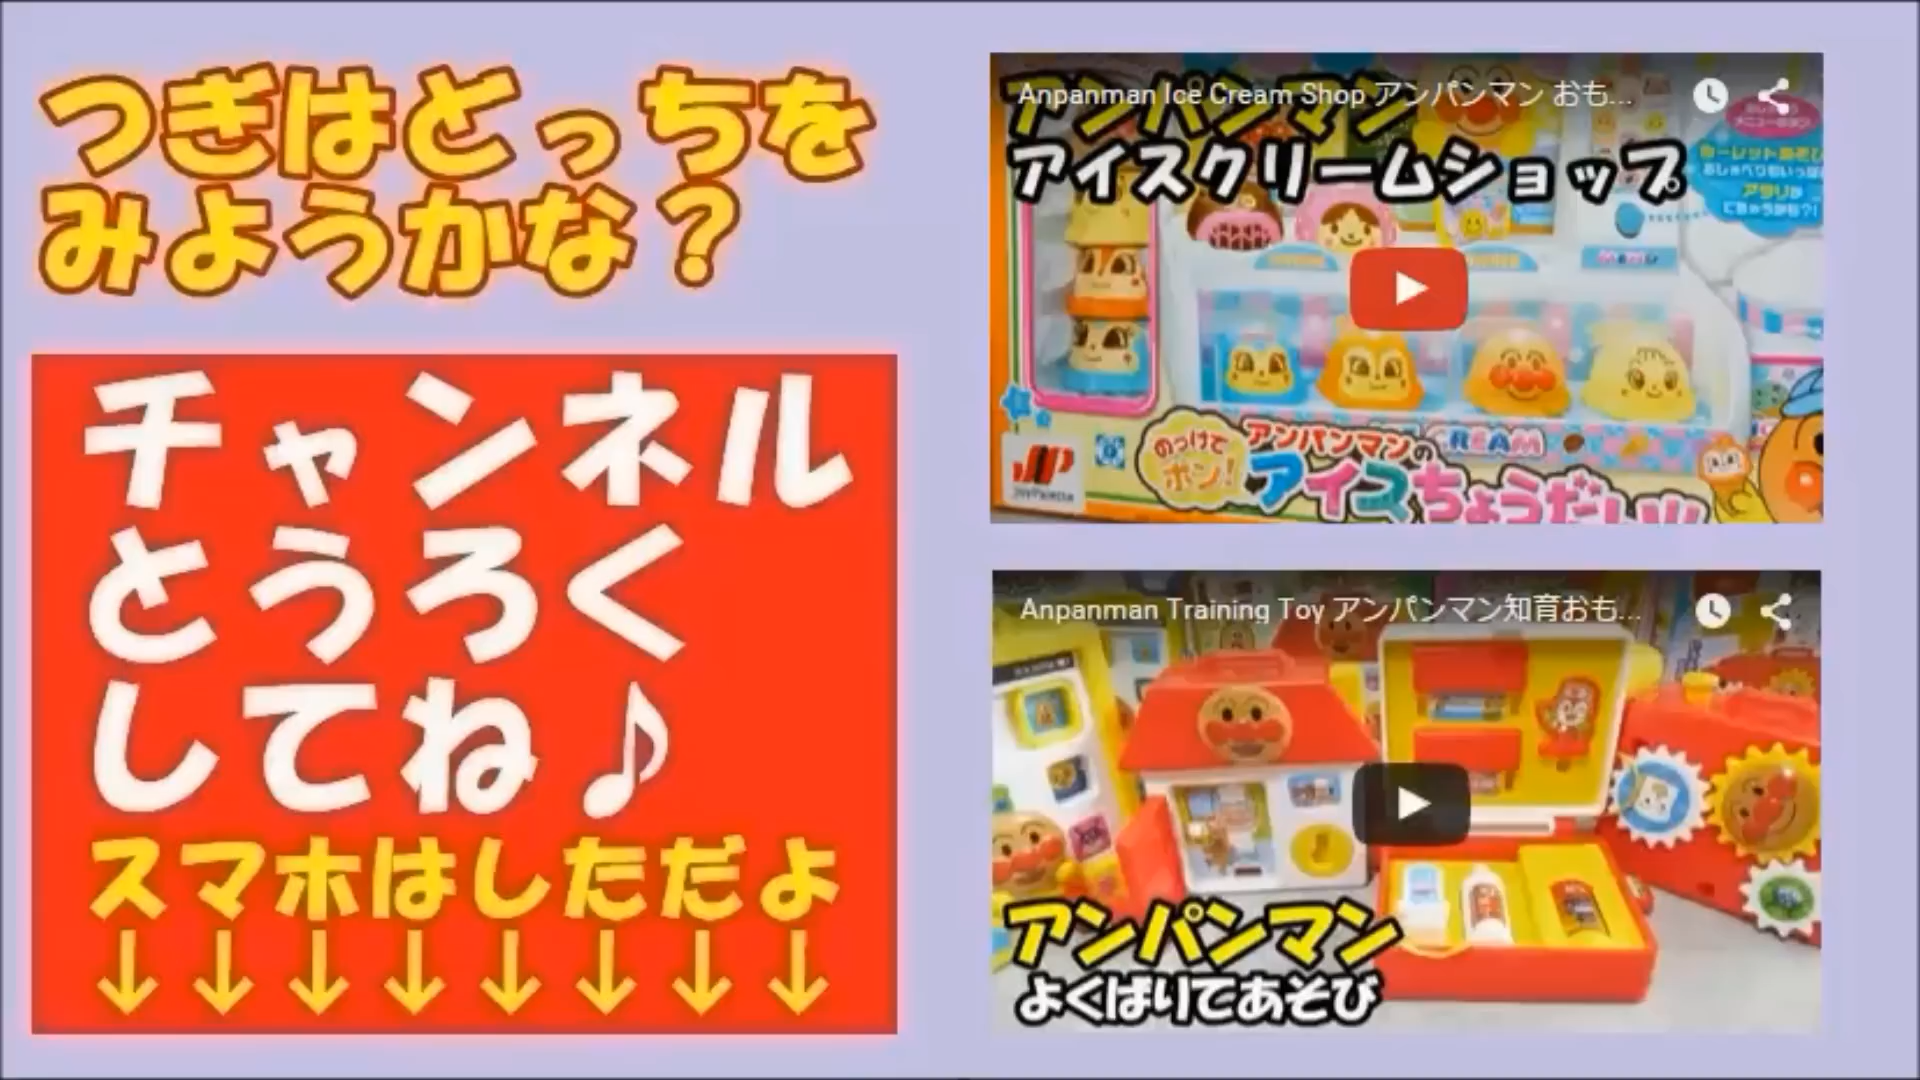 つぎはどっちを
みようかな?
チャンネル
とうろく
してね♪
スマホはしただよ
↓↓↓↓↓↓↓↓
Anpanman Ice Cream Shop アンパンマン おも...
アンパンマン
アイスクリームショップ
のっけて
ポン!
アンパンマンの
CREAM
アイスちょうだい!!
Anpanman Training Toy アンパンマン知育おも...
アンパンマン
よくばりてあそび